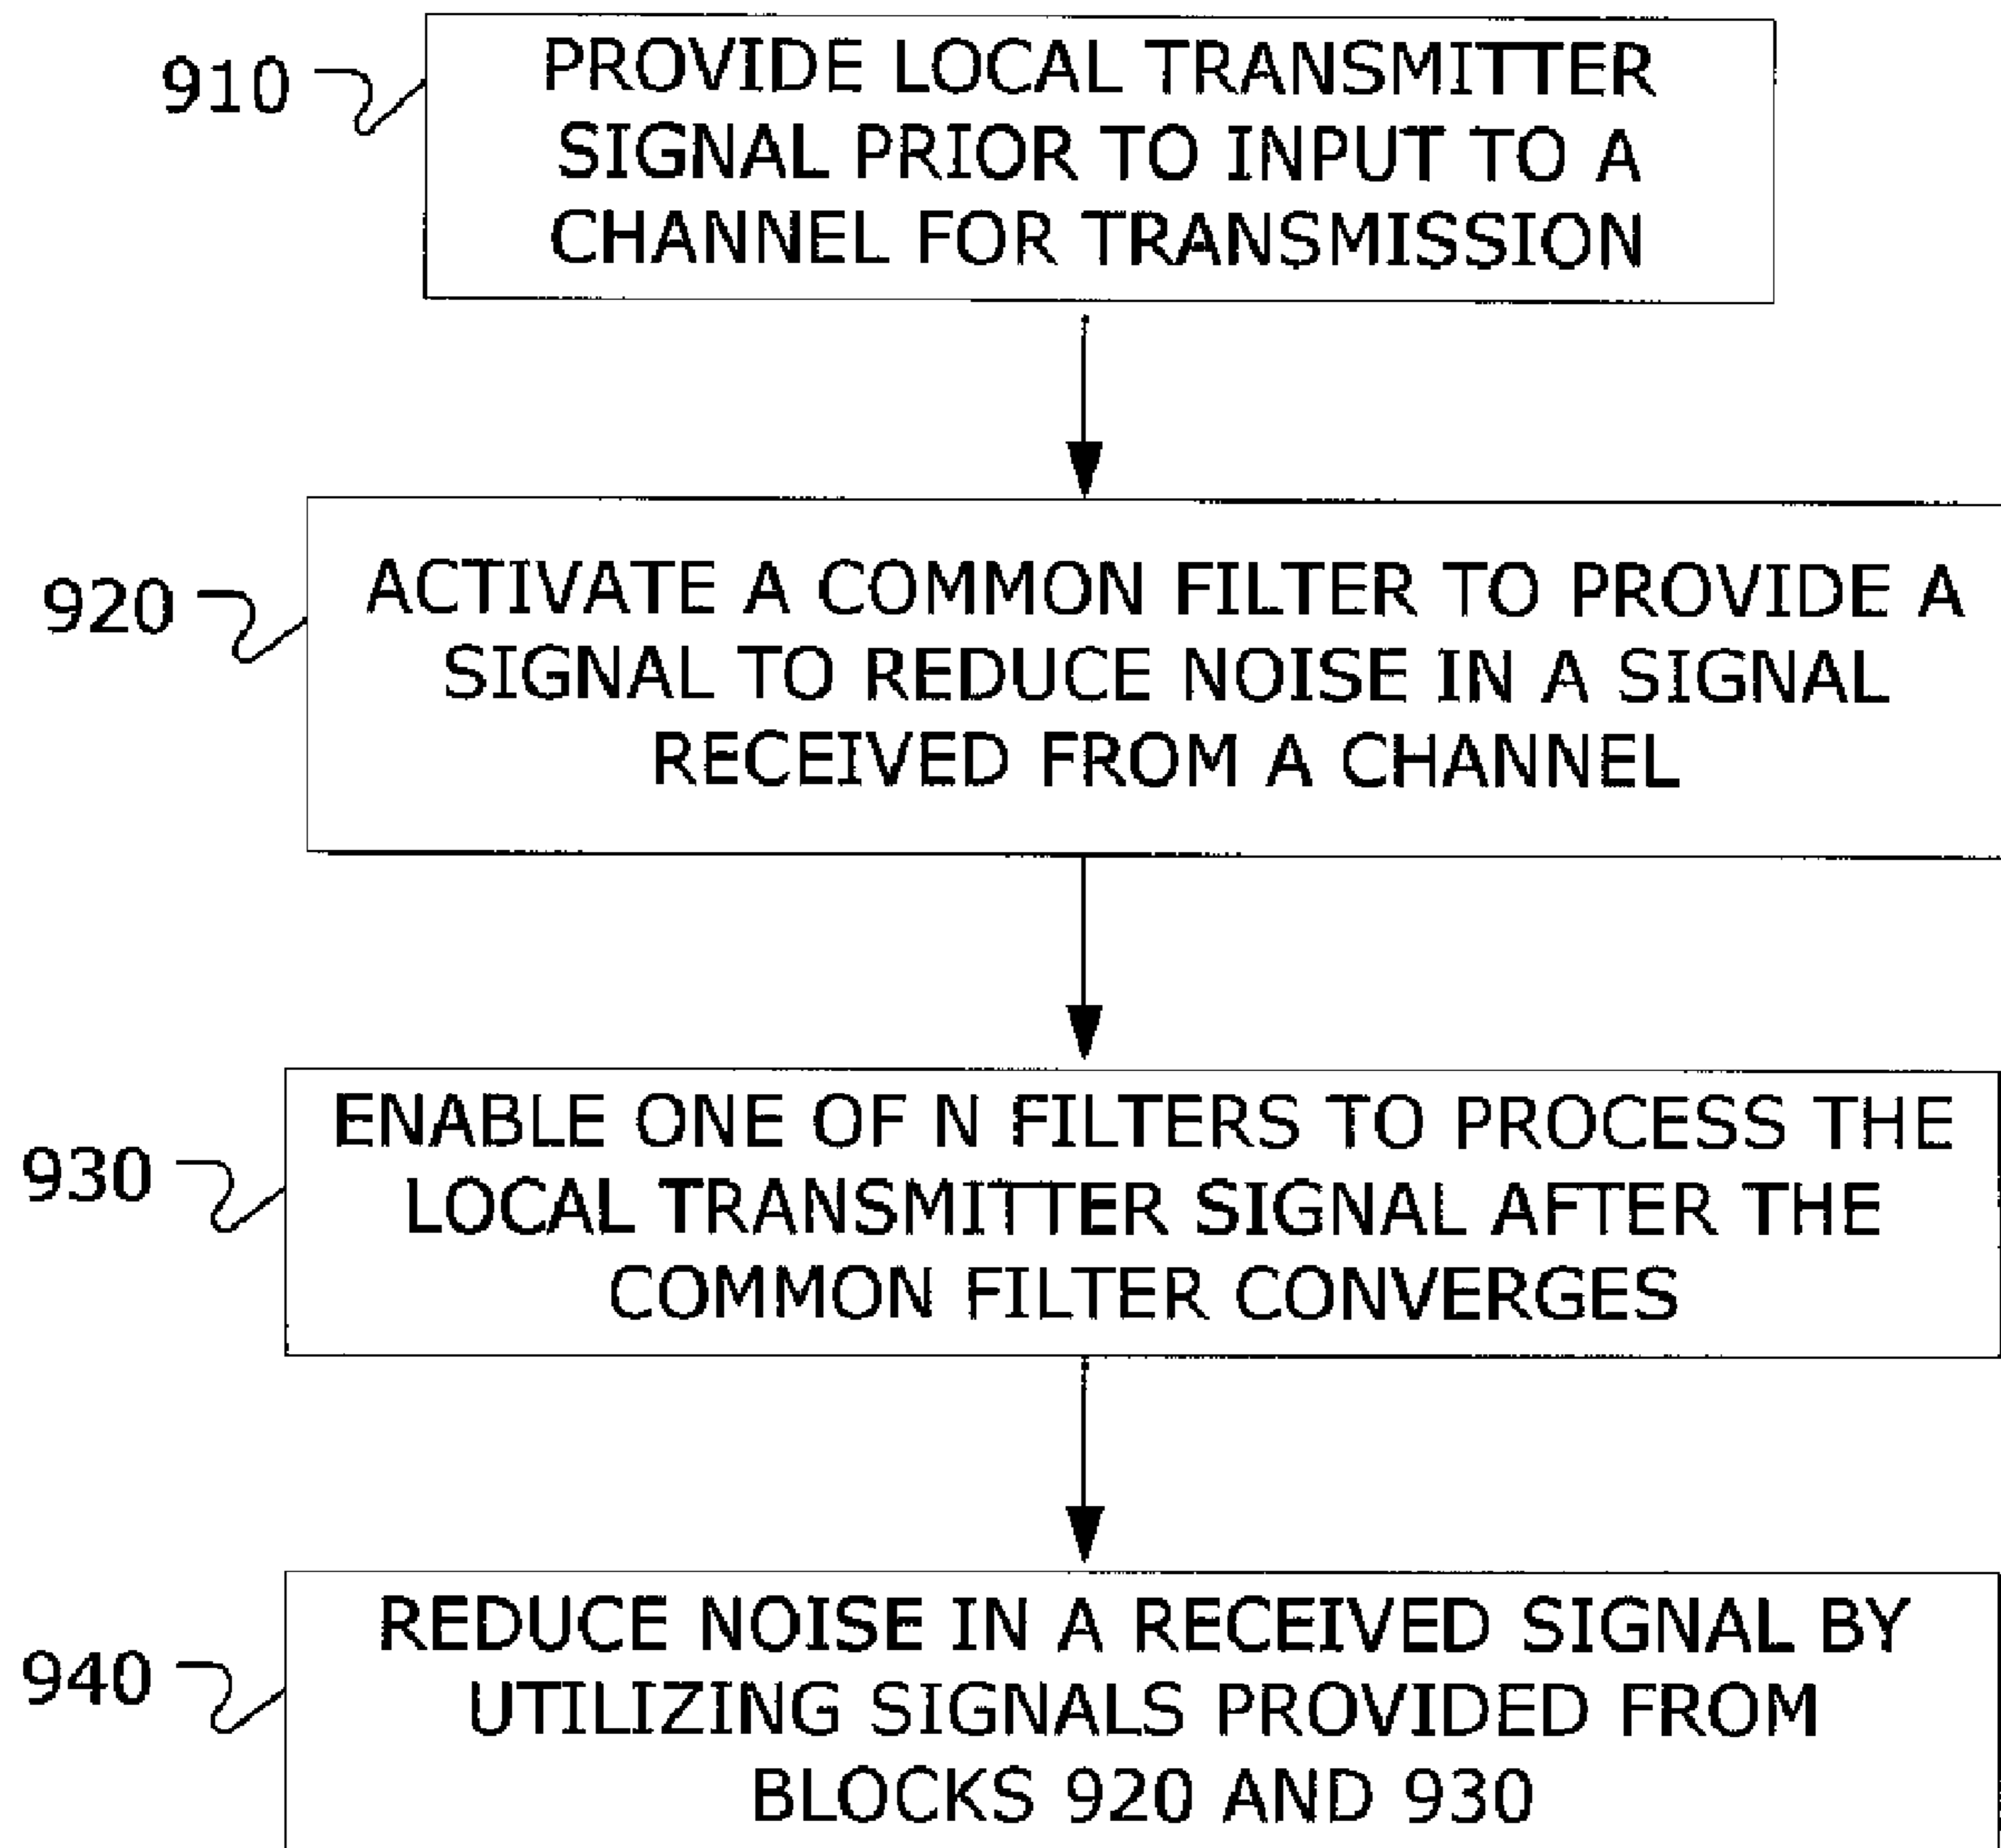 910
PROVIDE LOCAL TRANSMITTER
SIGNAL PRIOR TO INPUT TO A
CHANNEL FOR TRANSMISSION
920
ACTIVATE A COMMON FILTER TO PROVIDE A
SIGNAL TO REDUCE NOISE IN A SIGNAL
RECEIVED FROM A CHANNEL
930
ENABLE ONE OF N FILTERS TO PROCESS THE
LOCAL TRANSMITTER SIGNAL AFTER THE
COMMON FILTER CONVERGES
940
REDUCE NOISE IN A RECEIVED SIGNAL BY
UTILIZING SIGNALS PROVIDED FROM
BLOCKS 920 AND 930